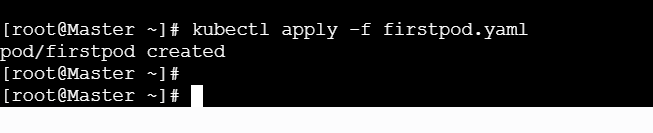 [root@Master ~]# kubectl apply -f firstpod.yaml
pod/firstpod created
[root@Master ~]#
[root@Master ~]#